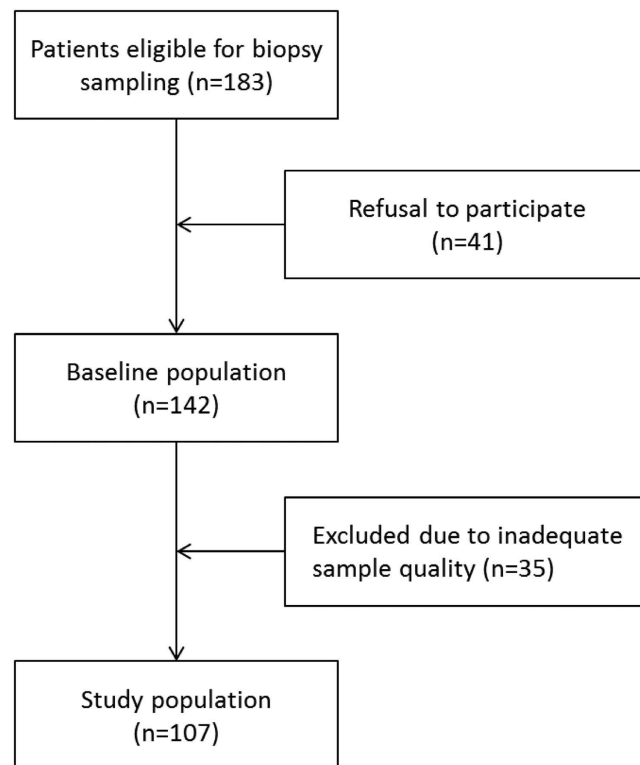 Patients eligible for biopsy
sampling (n=183)
Refusal to participate
(n=41)
Baseline population
(n=142)
Excluded due to inadequate
sample quality (n=35)
Study population
(n=107)